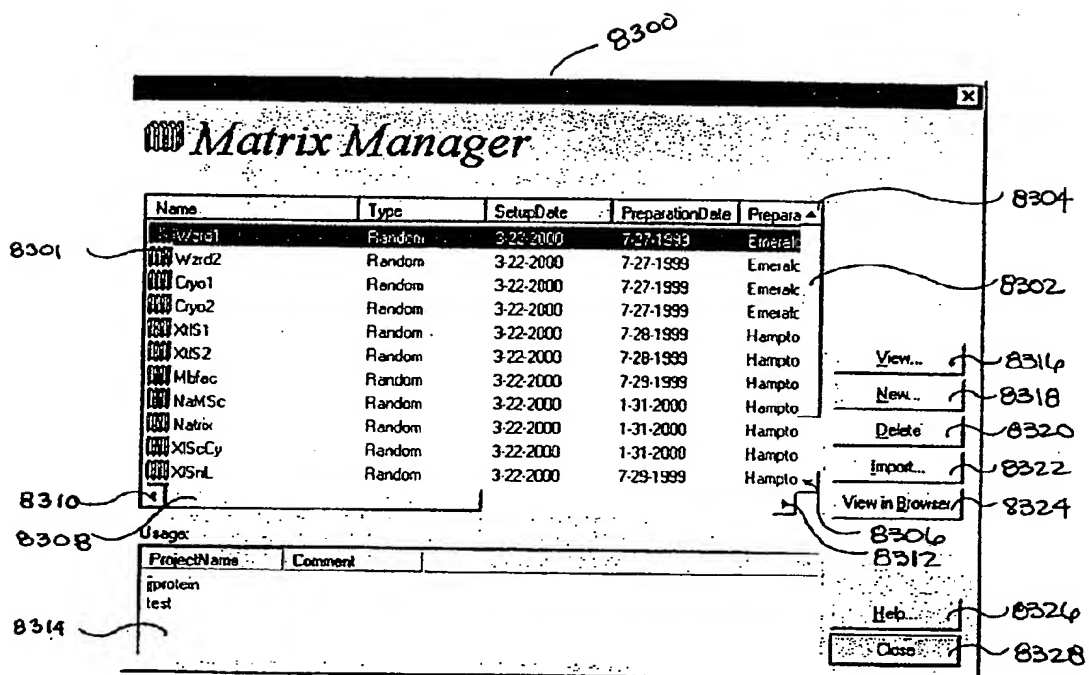 8300
Matrix Manager
Name Type SetupDate PreparationDate Prepara
8304
Random 3-22-2000 7-27-1999 Emeralc
8301
Wzrd2 Random 3-22-2000 7-27-1999 Emeralc
8302
Cryo1 Random 3-22-2000 7-27-1999 Emeralc
Cryo2 Random 3-22-2000 7-27-1999 Emeralc
XtlS1 Random 3-22-2000 7-28-1999 Hampto
XtlS2 Random 3-22-2000 7-28-1999 Hampto
View... 8316
Mbfac Random 3-22-2000 7-29-1999 Hampto
NaMSc Random 3-22-2000 1-31-2000 Hampto
New... 8318
Natrix Random 3-22-2000 1-31-2000 Hampto
Delete 8320
XlScCy Random 3-22-2000 1-31-2000 Hampto
Import... 8322
XlSnL Random 3-22-2000 7-29-1999 Hampto
8310
View in Browser 8324
8308
8306
8312
Usage:
ProjectName Comment
jprotein
test
Help... 8326
8314
Close 8328